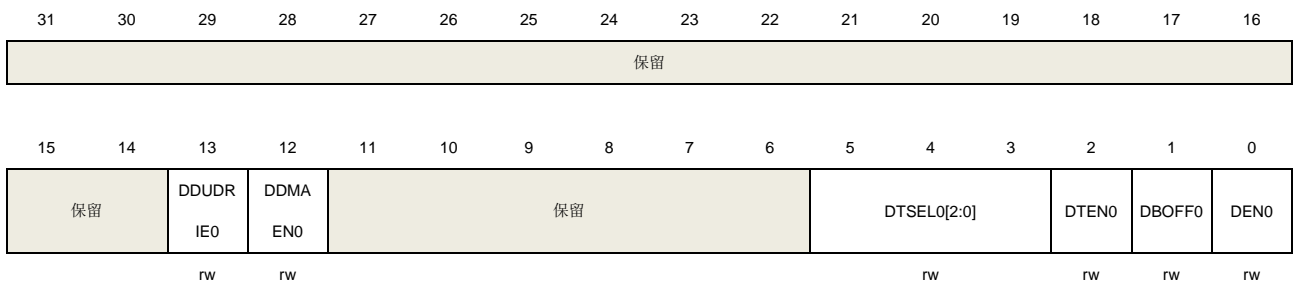 31 30 29 28 27 26 25 24 23 22 21 20 19 18 17 16
保留
15 14 13 12 11 10 9 8 7 6 5 4 3 2 1 0
保留 DDUDR IE0 DDMA EN0 保留 DTSEL0[2:0] DTEN0 DBOFF0 DEN0
rw rw rw rw rw rw